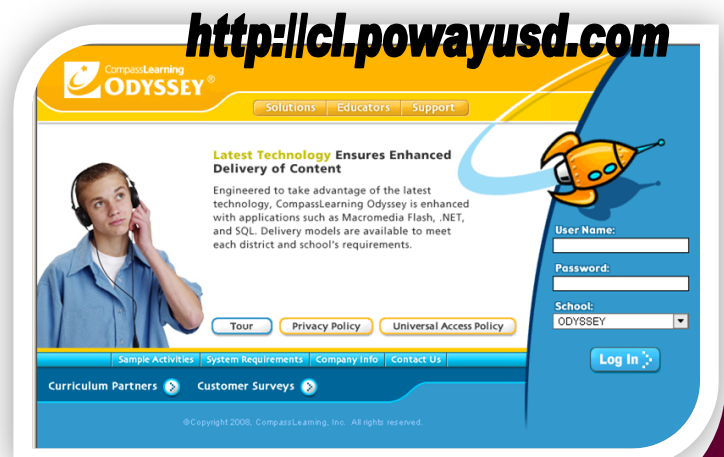 http://cl.powayusd.com
CompassLearning
ODYSSEY®
Solutions Educators Support
Latest Technology Ensures Enhanced
Delivery of Content
Engineered to take advantage of the latest
technology, CompassLearning Odyssey is enhanced
with applications such as Macromedia Flash, .NET,
and SQL. Delivery models are available to meet
each district and school's requirements.
User Name:
Password:
School:
ODYSSEY
Log In
Tour Privacy Policy Universal Access Policy
Sample Activities System Requirements Company Info Contact Us
Curriculum Partners Customer Surveys
©Copyright 2008, CompassLearning, Inc. All rights reserved.